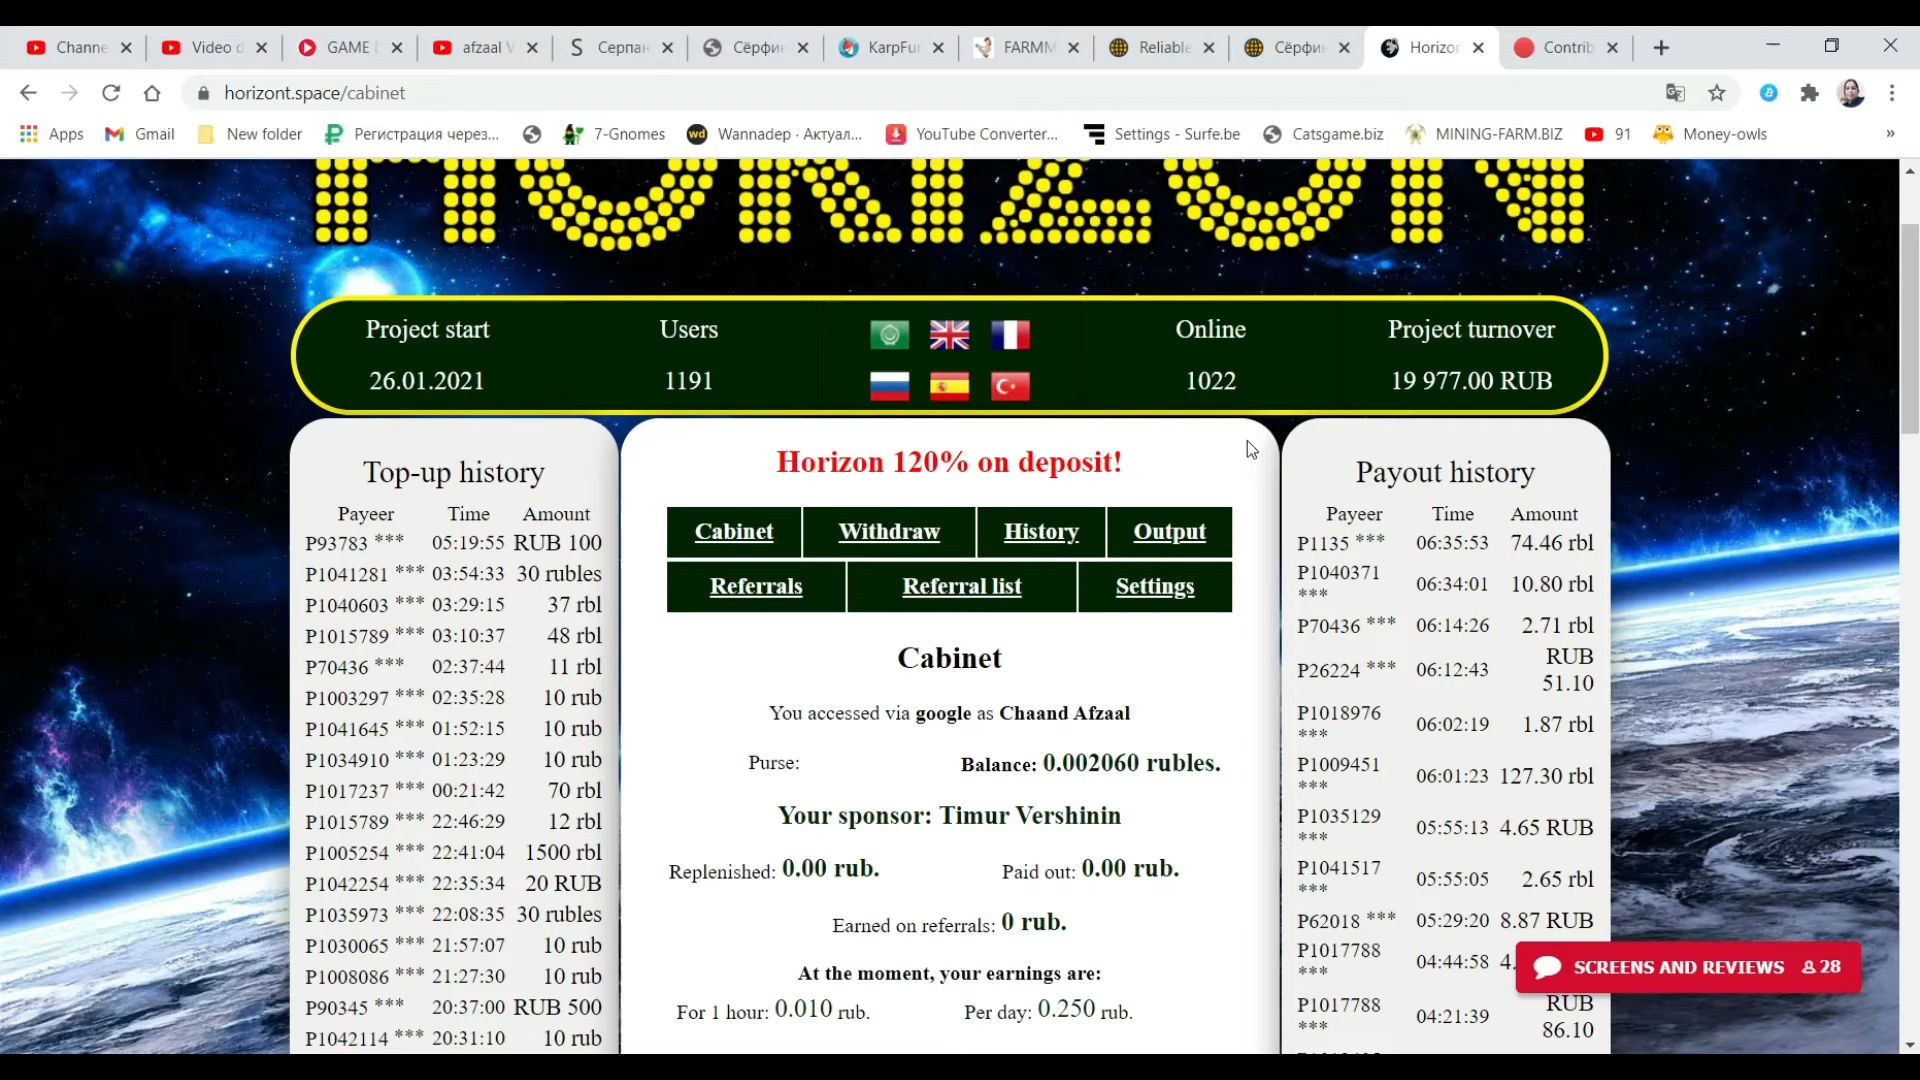 Channe
Video d
GAME
afzaal V
Серпан
Сёрфин
KarpFu
FARMM
Reliable
Сёрфин
Horizon
Contrib
horizont.space/cabinet
Apps
Gmail
New folder
Регистрация через...
7-Gnomes
Wannadep · Актуал...
YouTube Converter...
Settings - Surfe.be
Catsgame.biz
MINING-FARM.BIZ
91
Money-owls
»
HORIZON
Project start
Users
Online
Project turnover
26.01.2021
1191
1022
19 977.00 RUB
Top-up history
Payeer Time Amount
P93783 *** 05:19:55 RUB 100
P1041281 *** 03:54:33 30 rubles
P1040603 *** 03:29:15 37 rbl
P1015789 *** 03:10:37 48 rbl
P70436 *** 02:37:44 11 rbl
P1003297 *** 02:35:28 10 rub
P1041645 *** 01:52:15 10 rub
P1034910 *** 01:23:29 10 rub
P1017237 *** 00:21:42 70 rbl
P1015789 *** 22:46:29 12 rbl
P1005254 *** 22:41:04 1500 rbl
P1042254 *** 22:35:34 20 RUB
P1035973 *** 22:08:35 30 rubles
P1030065 *** 21:57:07 10 rub
P1008086 *** 21:27:30 10 rub
P90345 *** 20:37:00 RUB 500
P1042114 *** 20:31:10 10 rub
Horizon 120% on deposit!
Cabinet Withdraw History Output
Referrals Referral list Settings
Cabinet
You accessed via google as Chaand Afzaal
Purse: Balance: 0.002060 rubles.
Your sponsor: Timur Vershinin
Replenished: 0.00 rub. Paid out: 0.00 rub.
Earned on referrals: 0 rub.
At the moment, your earnings are:
For 1 hour: 0.010 rub. Per day: 0.250 rub.
Payout history
Payeer Time Amount
P1135 *** 06:35:53 74.46 rbl
P1040371
*** 06:34:01 10.80 rbl
P70436 *** 06:14:26 2.71 rbl
P26224 *** 06:12:43 RUB
51.10
P1018976
*** 06:02:19 1.87 rbl
P1009451
*** 06:01:23 127.30 rbl
P1035129
*** 05:55:13 4.65 RUB
P1041517
*** 05:55:05 2.65 rbl
P62018 *** 05:29:20 8.87 RUB
P1017788
*** 04:44:58 4.
SCREENS AND REVIEWS 28
P1017788
*** 04:21:39 RUB
86.10